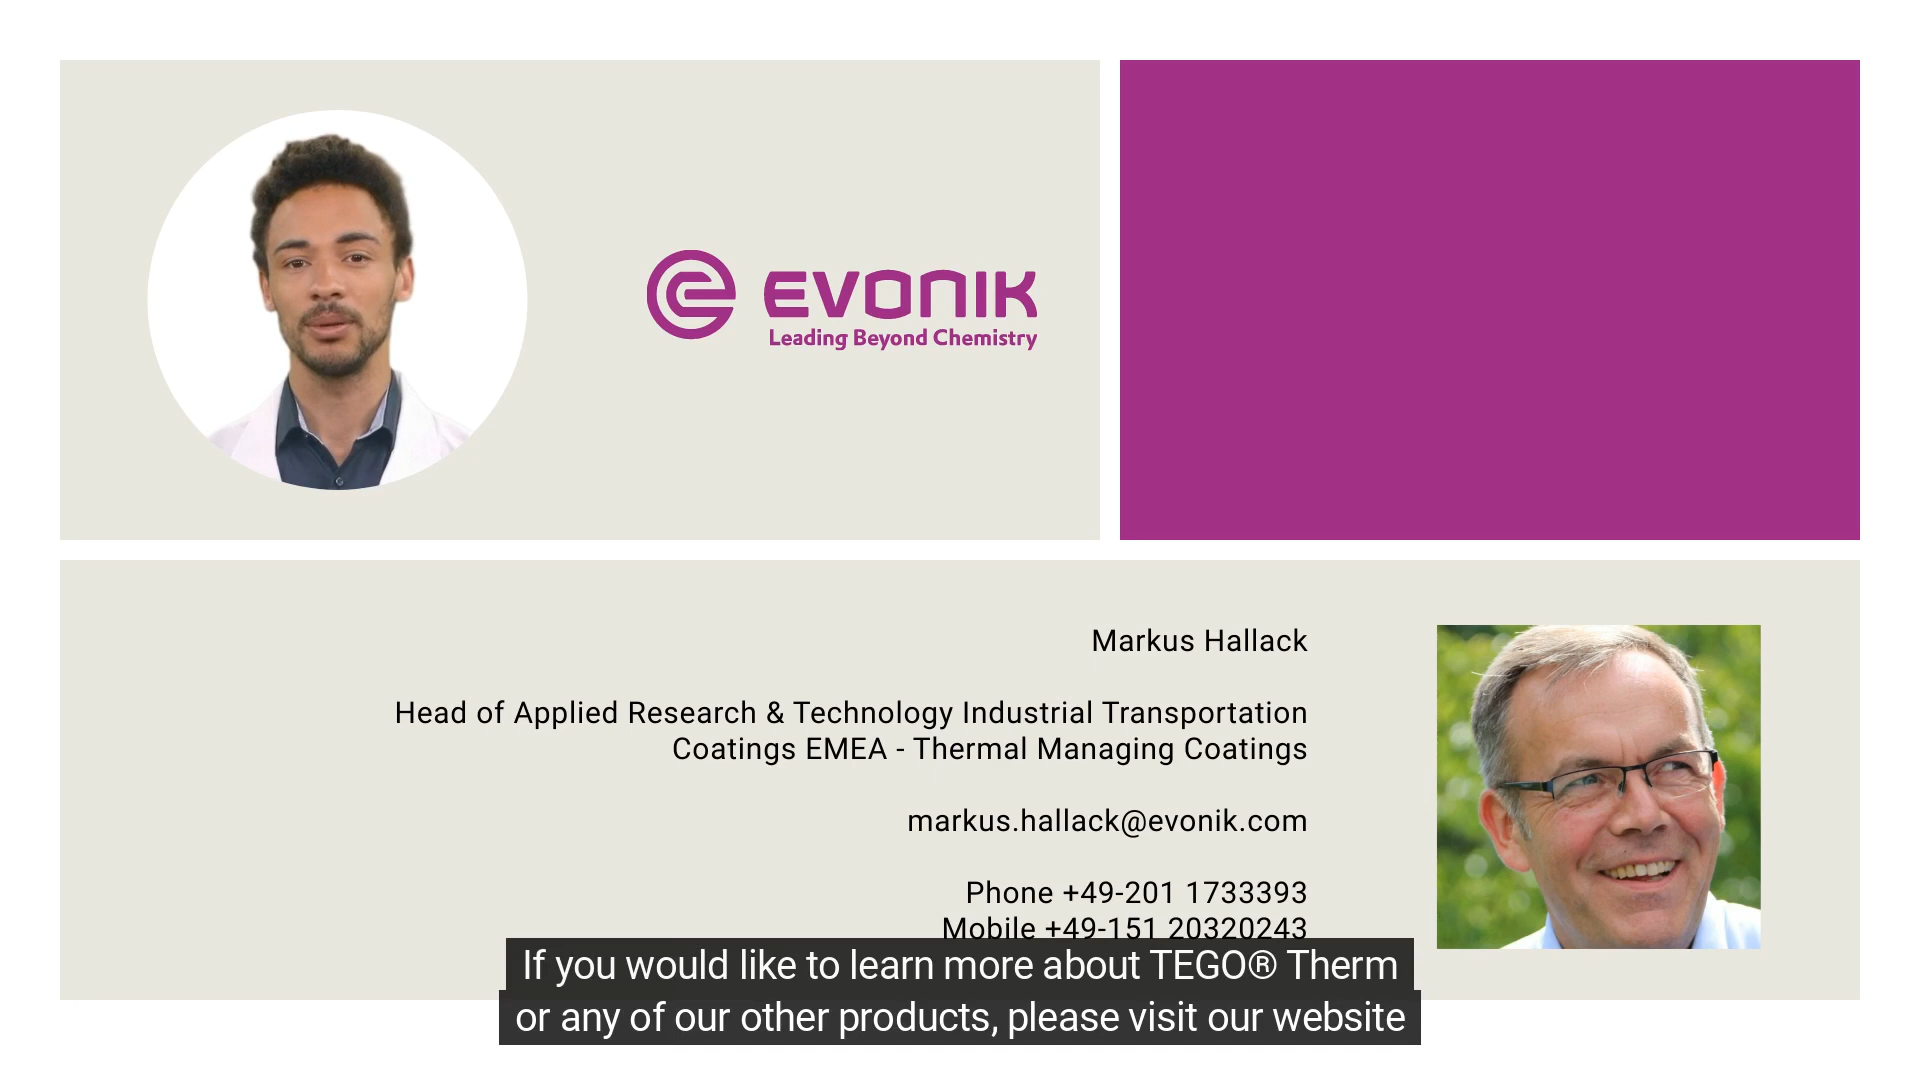 EVONIK
Leading Beyond Chemistry
Markus Hallack
Head of Applied Research & Technology Industrial Transportation
Coatings EMEA - Thermal Managing Coatings
markus.hallack@evonik.com
Phone +49-201 1733393
Mobile +49-151 20320243
If you would like to learn more about TEGO® Therm
or any of our other products, please visit our website